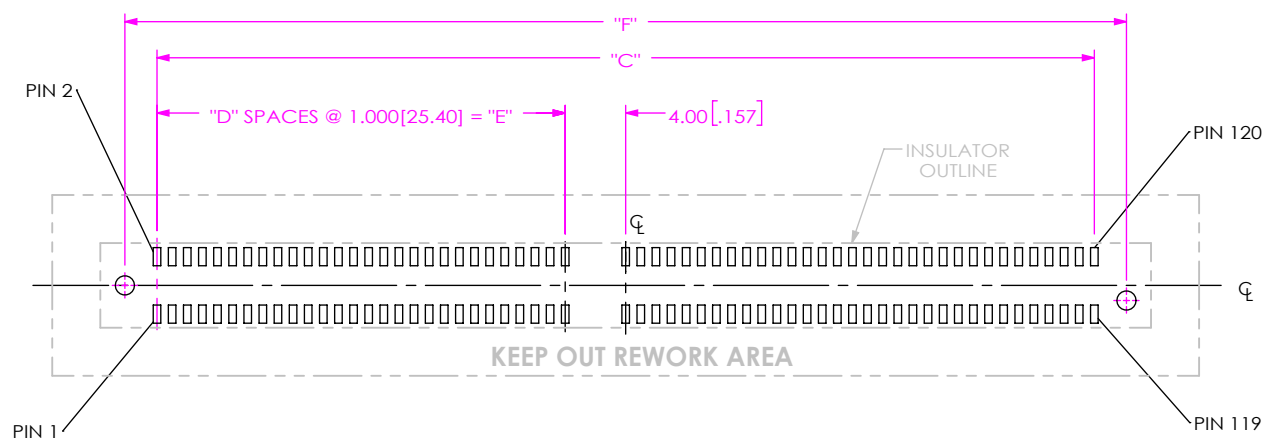 "F"
"C"
PIN 2
"D" SPACES @ 1.000[25.40] = "E"
4.00[.157]
PIN 120
INSULATOR
OUTLINE
℄
℄
KEEP OUT REWORK AREA
PIN 1
PIN 119